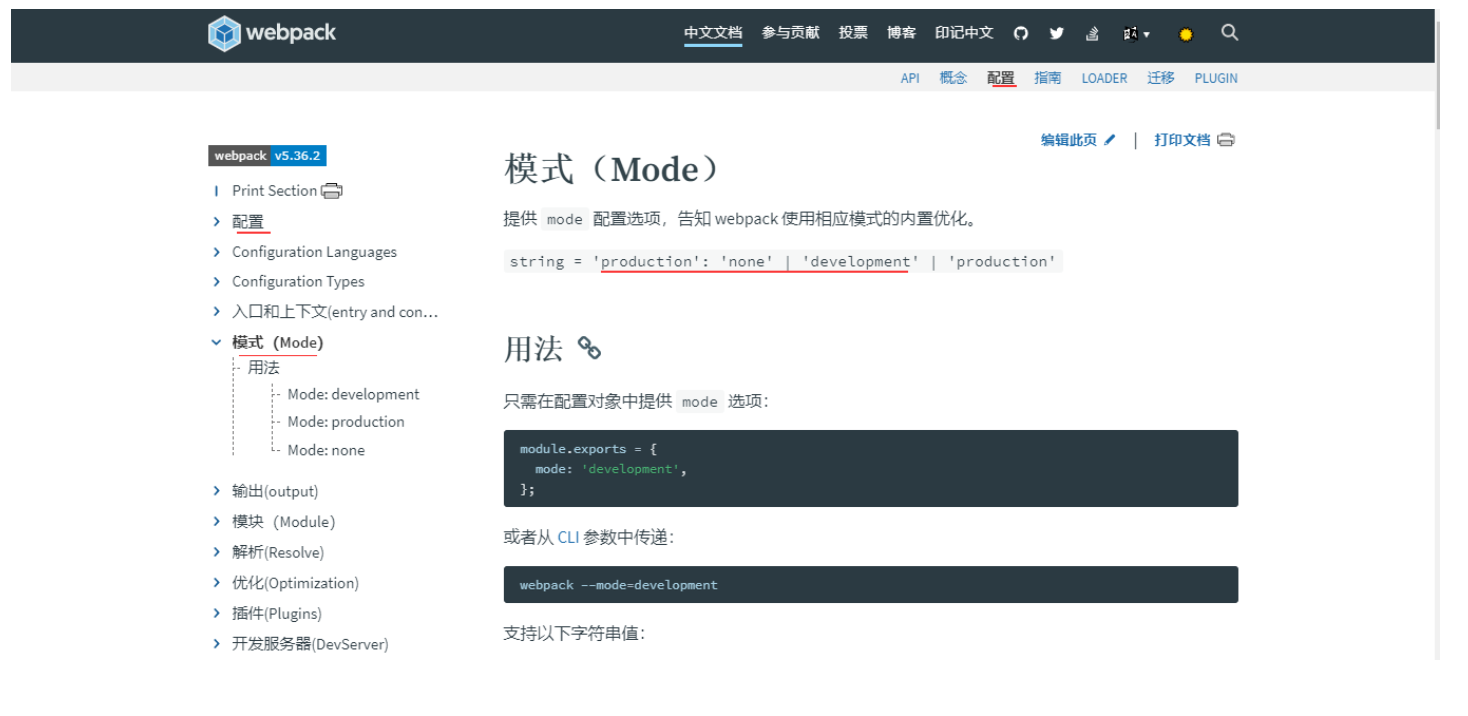 webpack
中文文档 参与贡献 投票 博客 印记中文
API 概念 配置 指南 LOADER 迁移 PLUGIN
编辑此页 | 打印文档
webpack v5.36.2
Print Section
配置
Configuration Languages
Configuration Types
入口和上下文(entry and con...
模式（Mode)
用法
Mode: development
Mode: production
Mode: none
输出(output)
模块（Module）
解析(Resolve)
优化(Optimization)
插件(Plugins)
开发服务器(DevServer)
模式（Mode）
提供 mode 配置选项，告知 webpack 使用相应模式的内置优化。
string = 'production': 'none' | 'development' | 'production'
用法
只需在配置对象中提供 mode 选项：
module.exports = {
mode: 'development',
};
或者从 CLI 参数中传递：
webpack --mode=development
支持以下字符串值：